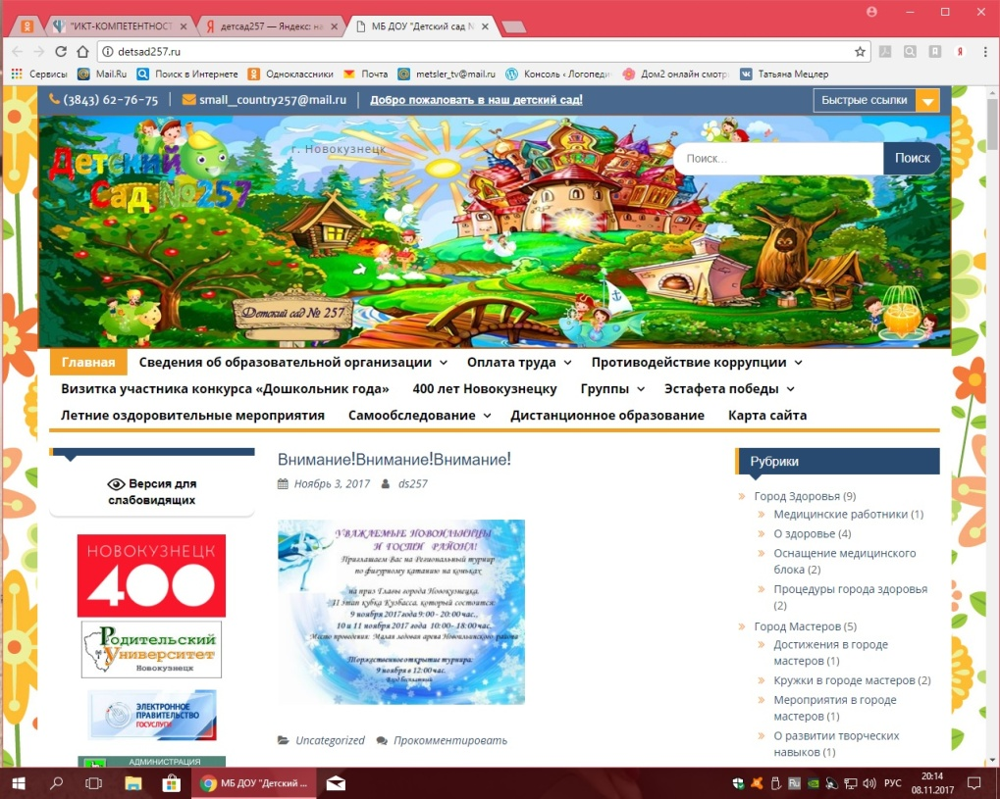 "ИКТ-КОМПЕТЕНТНОСТ
детсад257 — Яндекс: на
МБ ДОУ "Детский сад №
detsad257.ru
Сервисы Mail.Ru Поиск в Интернете Одноклассники Почта metsler_tv@mail.ru Консоль ‹ Логопеди Дом2 онлайн смотр Татьяна Мецлер
(3843) 62-76-75 small_country257@mail.ru Добро пожаловать в наш детский сад! Быстрые ссылки
г. Новокузнецк
Детский
Сад №257
Поиск... Поиск
Детский сад № 257
Главная Сведения об образовательной организации Оплата труда Противодействие коррупции
Визитка участника конкурса «Дошкольник года» 400 лет Новокузнецку Группы Эстафета победы
Летние оздоровительные мероприятия Самообследование Дистанционное образование Карта сайта
Версия для
слабовидящих
НОВОКУЗНЕЦК
400
Родительский
Университет
Новокузнецк
ЭЛЕКТРОННОЕ
ПРАВИТЕЛЬСТВО
ГОСУСЛУГИ
АДМИНИСТРАЦИЯ
Внимание!Внимание!Внимание!
Ноябрь 3, 2017 ds257
УВАЖАЕМЫЕ НОВОИЛЬИНЦЫ
И ГОСТИ РАЙОНА!
Приглашаем Вас на Региональный турнир
по фигурному катанию на коньках
на приз Главы города Новокузнецка,
II этап кубка Кузбасса, который состоится:
9 ноября 2017 года 9:00 - 20:00 час.,
10 и 11 ноября 2017 года 10:00- 18:00 час.
Место проведения: Малая ледовая арена Новоильинского района
Торжественное открытие турнира:
9 ноября в 12:00 час.
Вход бесплатный
Uncategorized Прокомментировать
Рубрики
Город Здоровья (9)
Медицинские работники (1)
О здоровье (4)
Оснащение медицинского
блока (2)
Процедуры города здоровья
(2)
Город Мастеров (5)
Достижения в городе
мастеров (1)
Кружки в городе мастеров (2)
Мероприятия в городе
мастеров (1)
О развитии творческих
навыков (1)
МБ ДОУ "Детский ...
Ru
РУС
20:14
08.11.2017